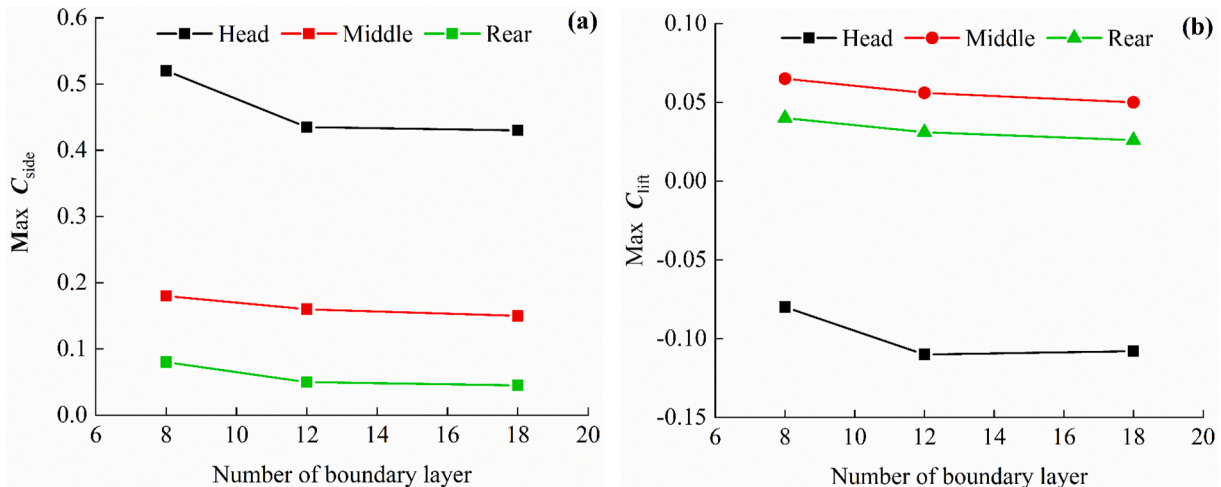 (a)
Head Middle Rear
0.6
0.5
0.4
0.3
0.2
0.1
0.0
Max C_side
6 8 10 12 14 16 18 20
Number of boundary layer
(b)
Head Middle Rear
0.10
0.05
0.00
-0.05
-0.10
-0.15
Max C_lift
6 8 10 12 14 16 18 20
Number of boundary layer